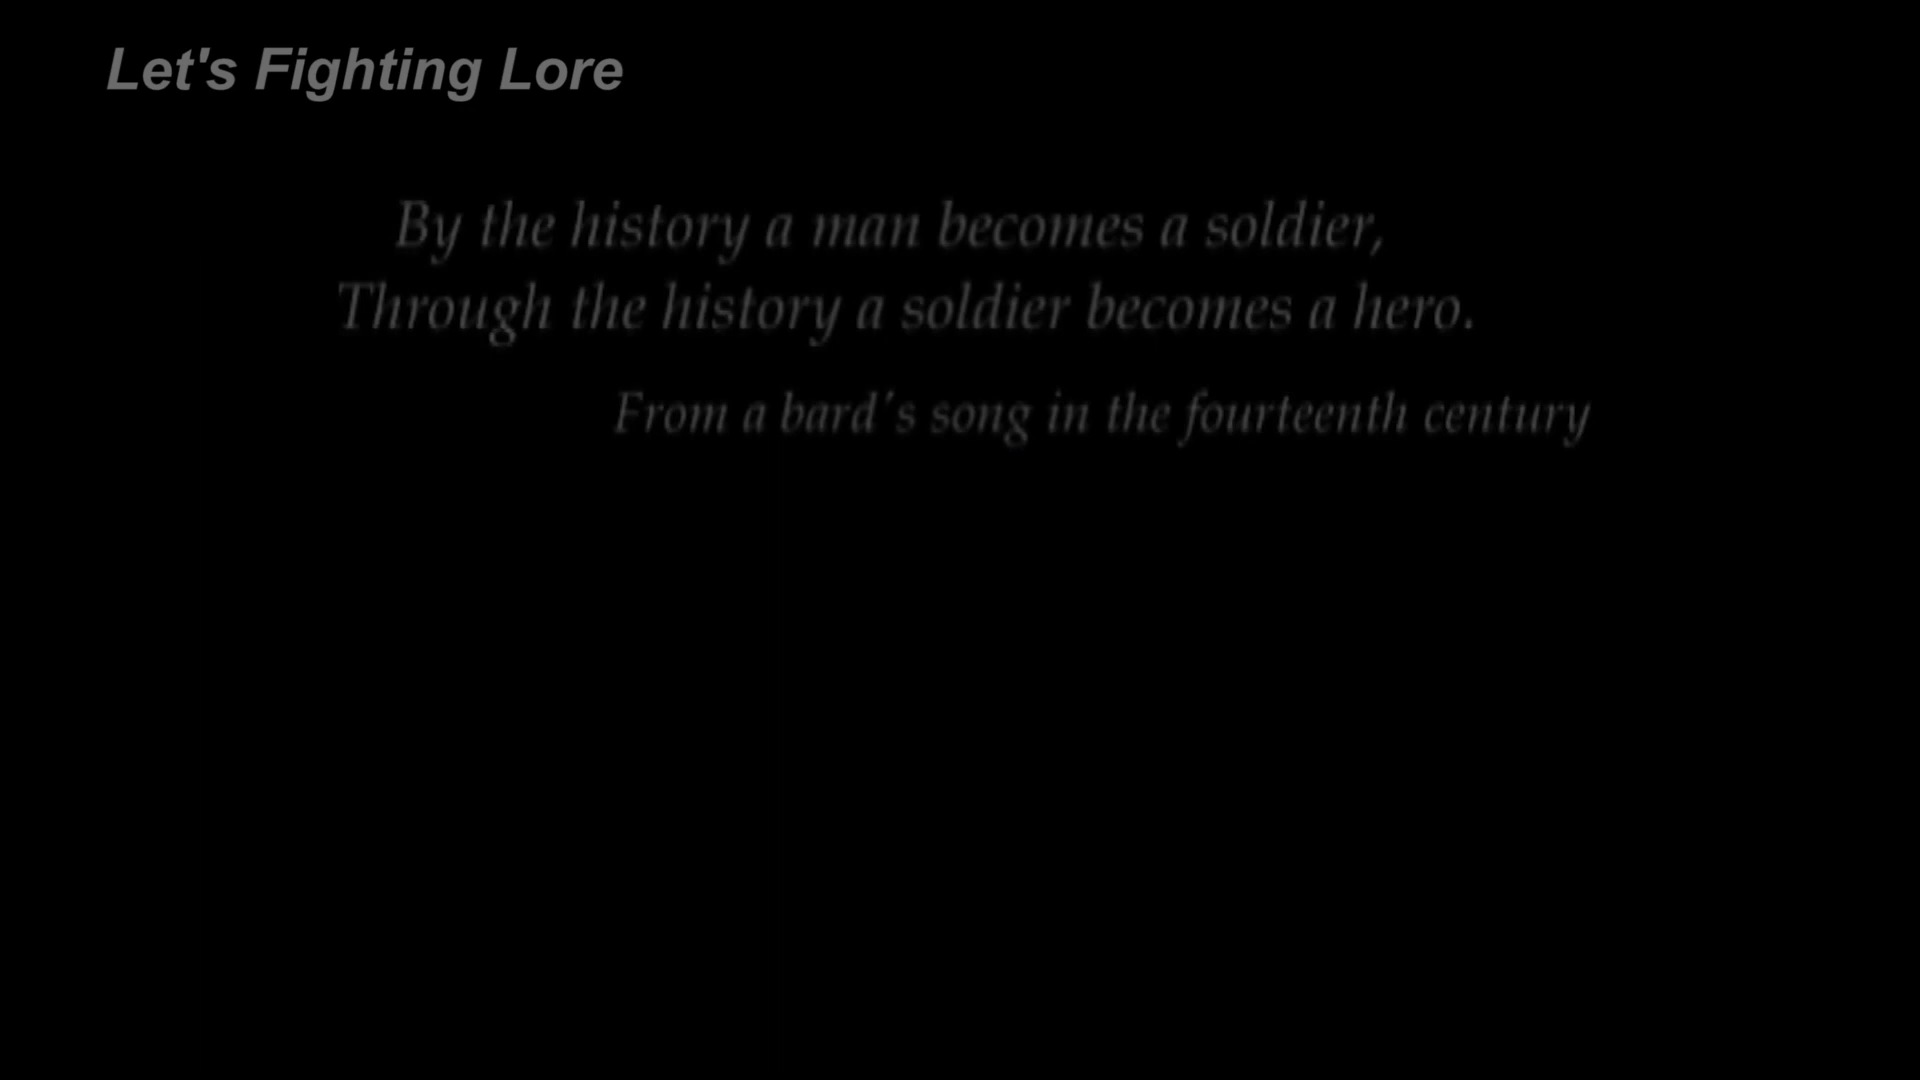 Let's Fighting Lore
By the history a man becomes a soldier,
Through the history a soldier becomes a hero.
From a bard's song in the fourteenth century